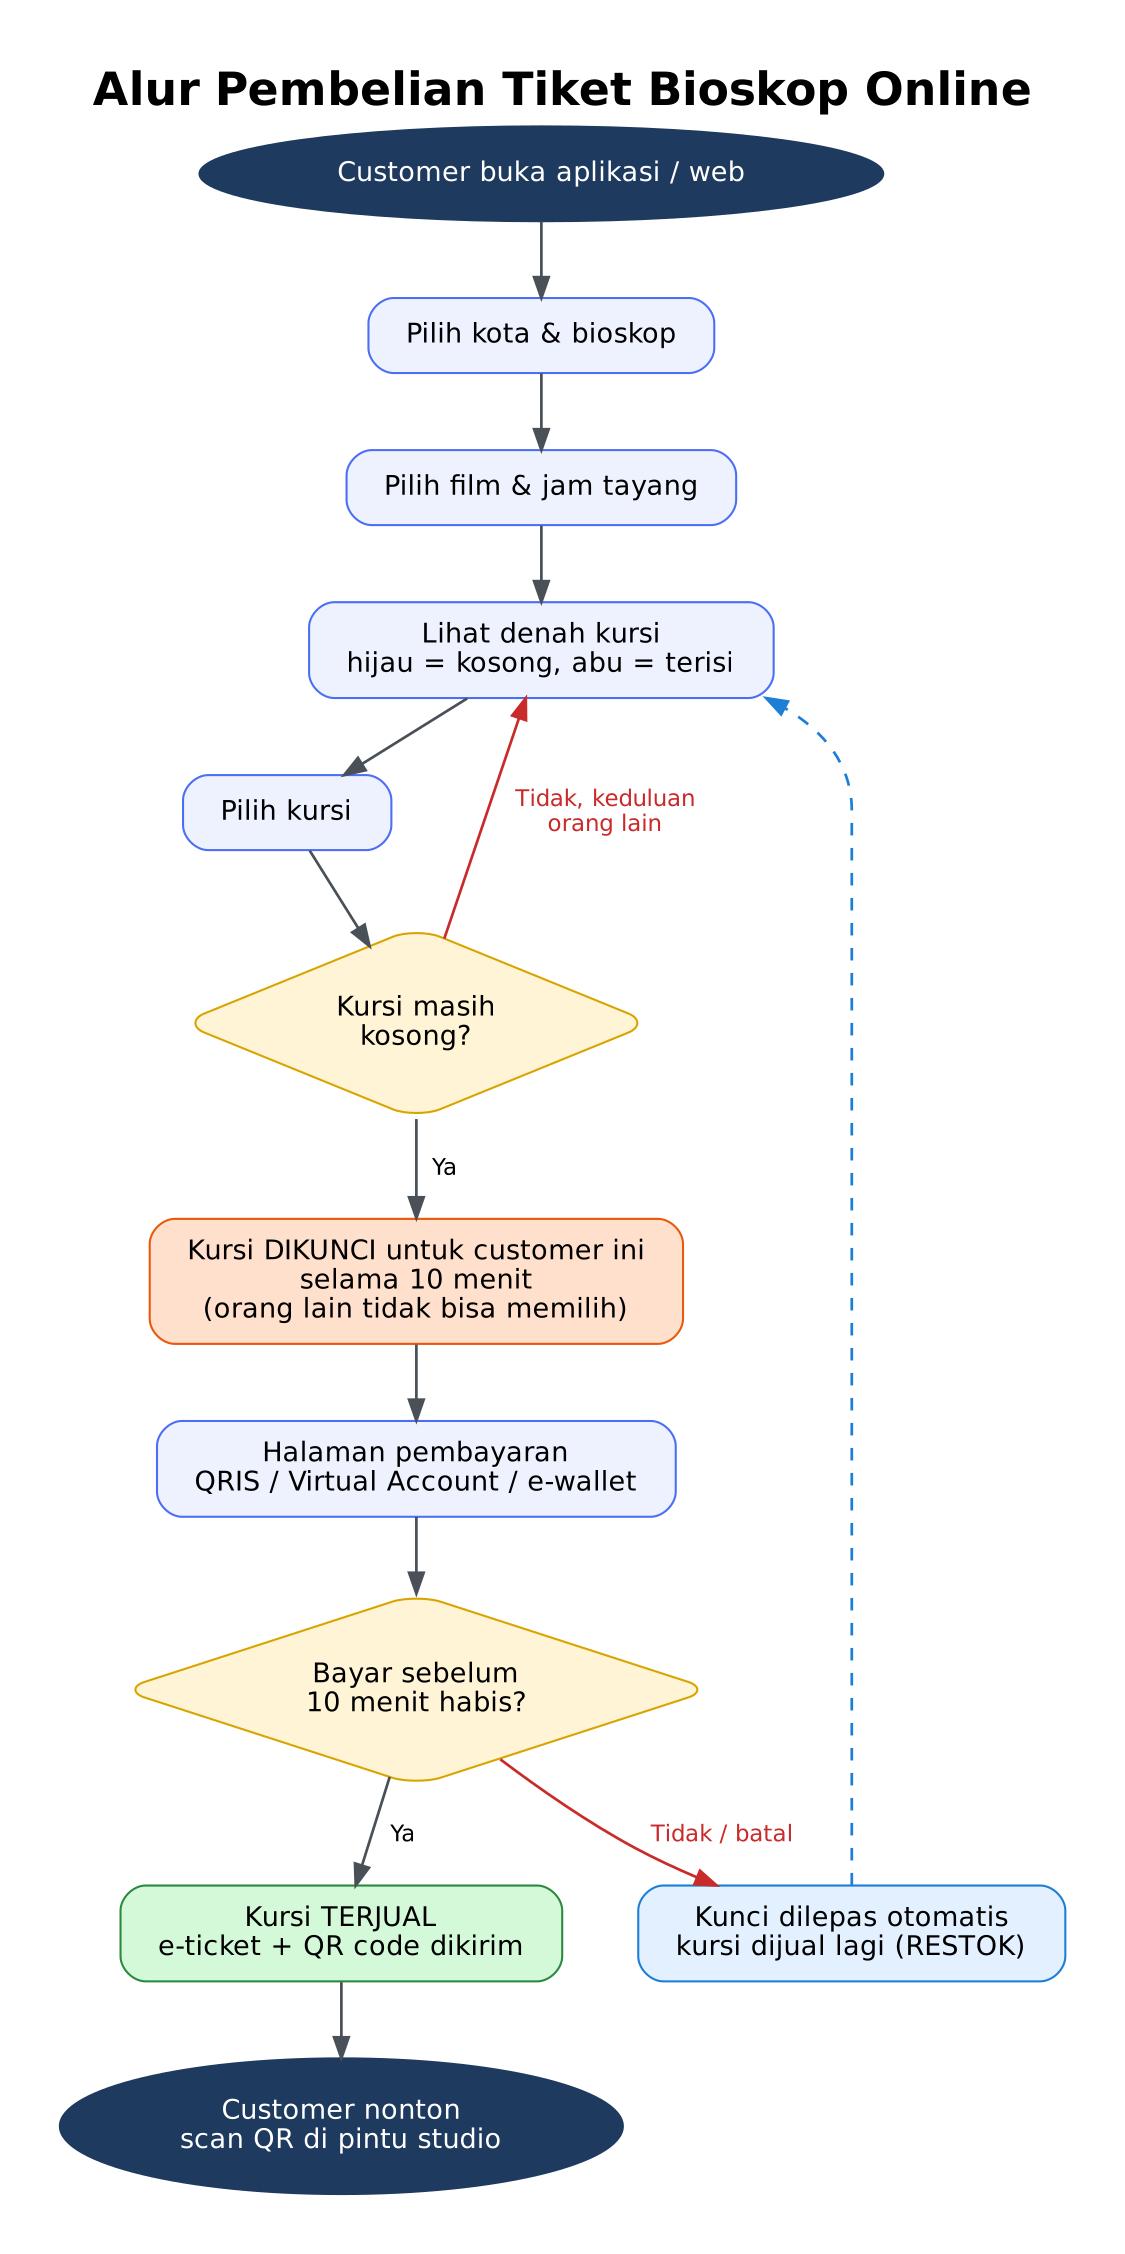 Alur Pembelian Tiket Bioskop Online
Customer buka aplikasi / web
Pilih kota & bioskop
Pilih film & jam tayang
Lihat denah kursi
hijau = kosong, abu = terisi
Pilih kursi
Tidak, keduluan
orang lain
Kursi masih
kosong?
Ya
Kursi DIKUNCI untuk customer ini
selama 10 menit
(orang lain tidak bisa memilih)
Halaman pembayaran
QRIS / Virtual Account / e-wallet
Bayar sebelum
10 menit habis?
Ya
Tidak / batal
Kursi TERJUAL
e-ticket + QR code dikirim
Kunci dilepas otomatis
kursi dijual lagi (RESTOK)
Customer nonton
scan QR di pintu studio